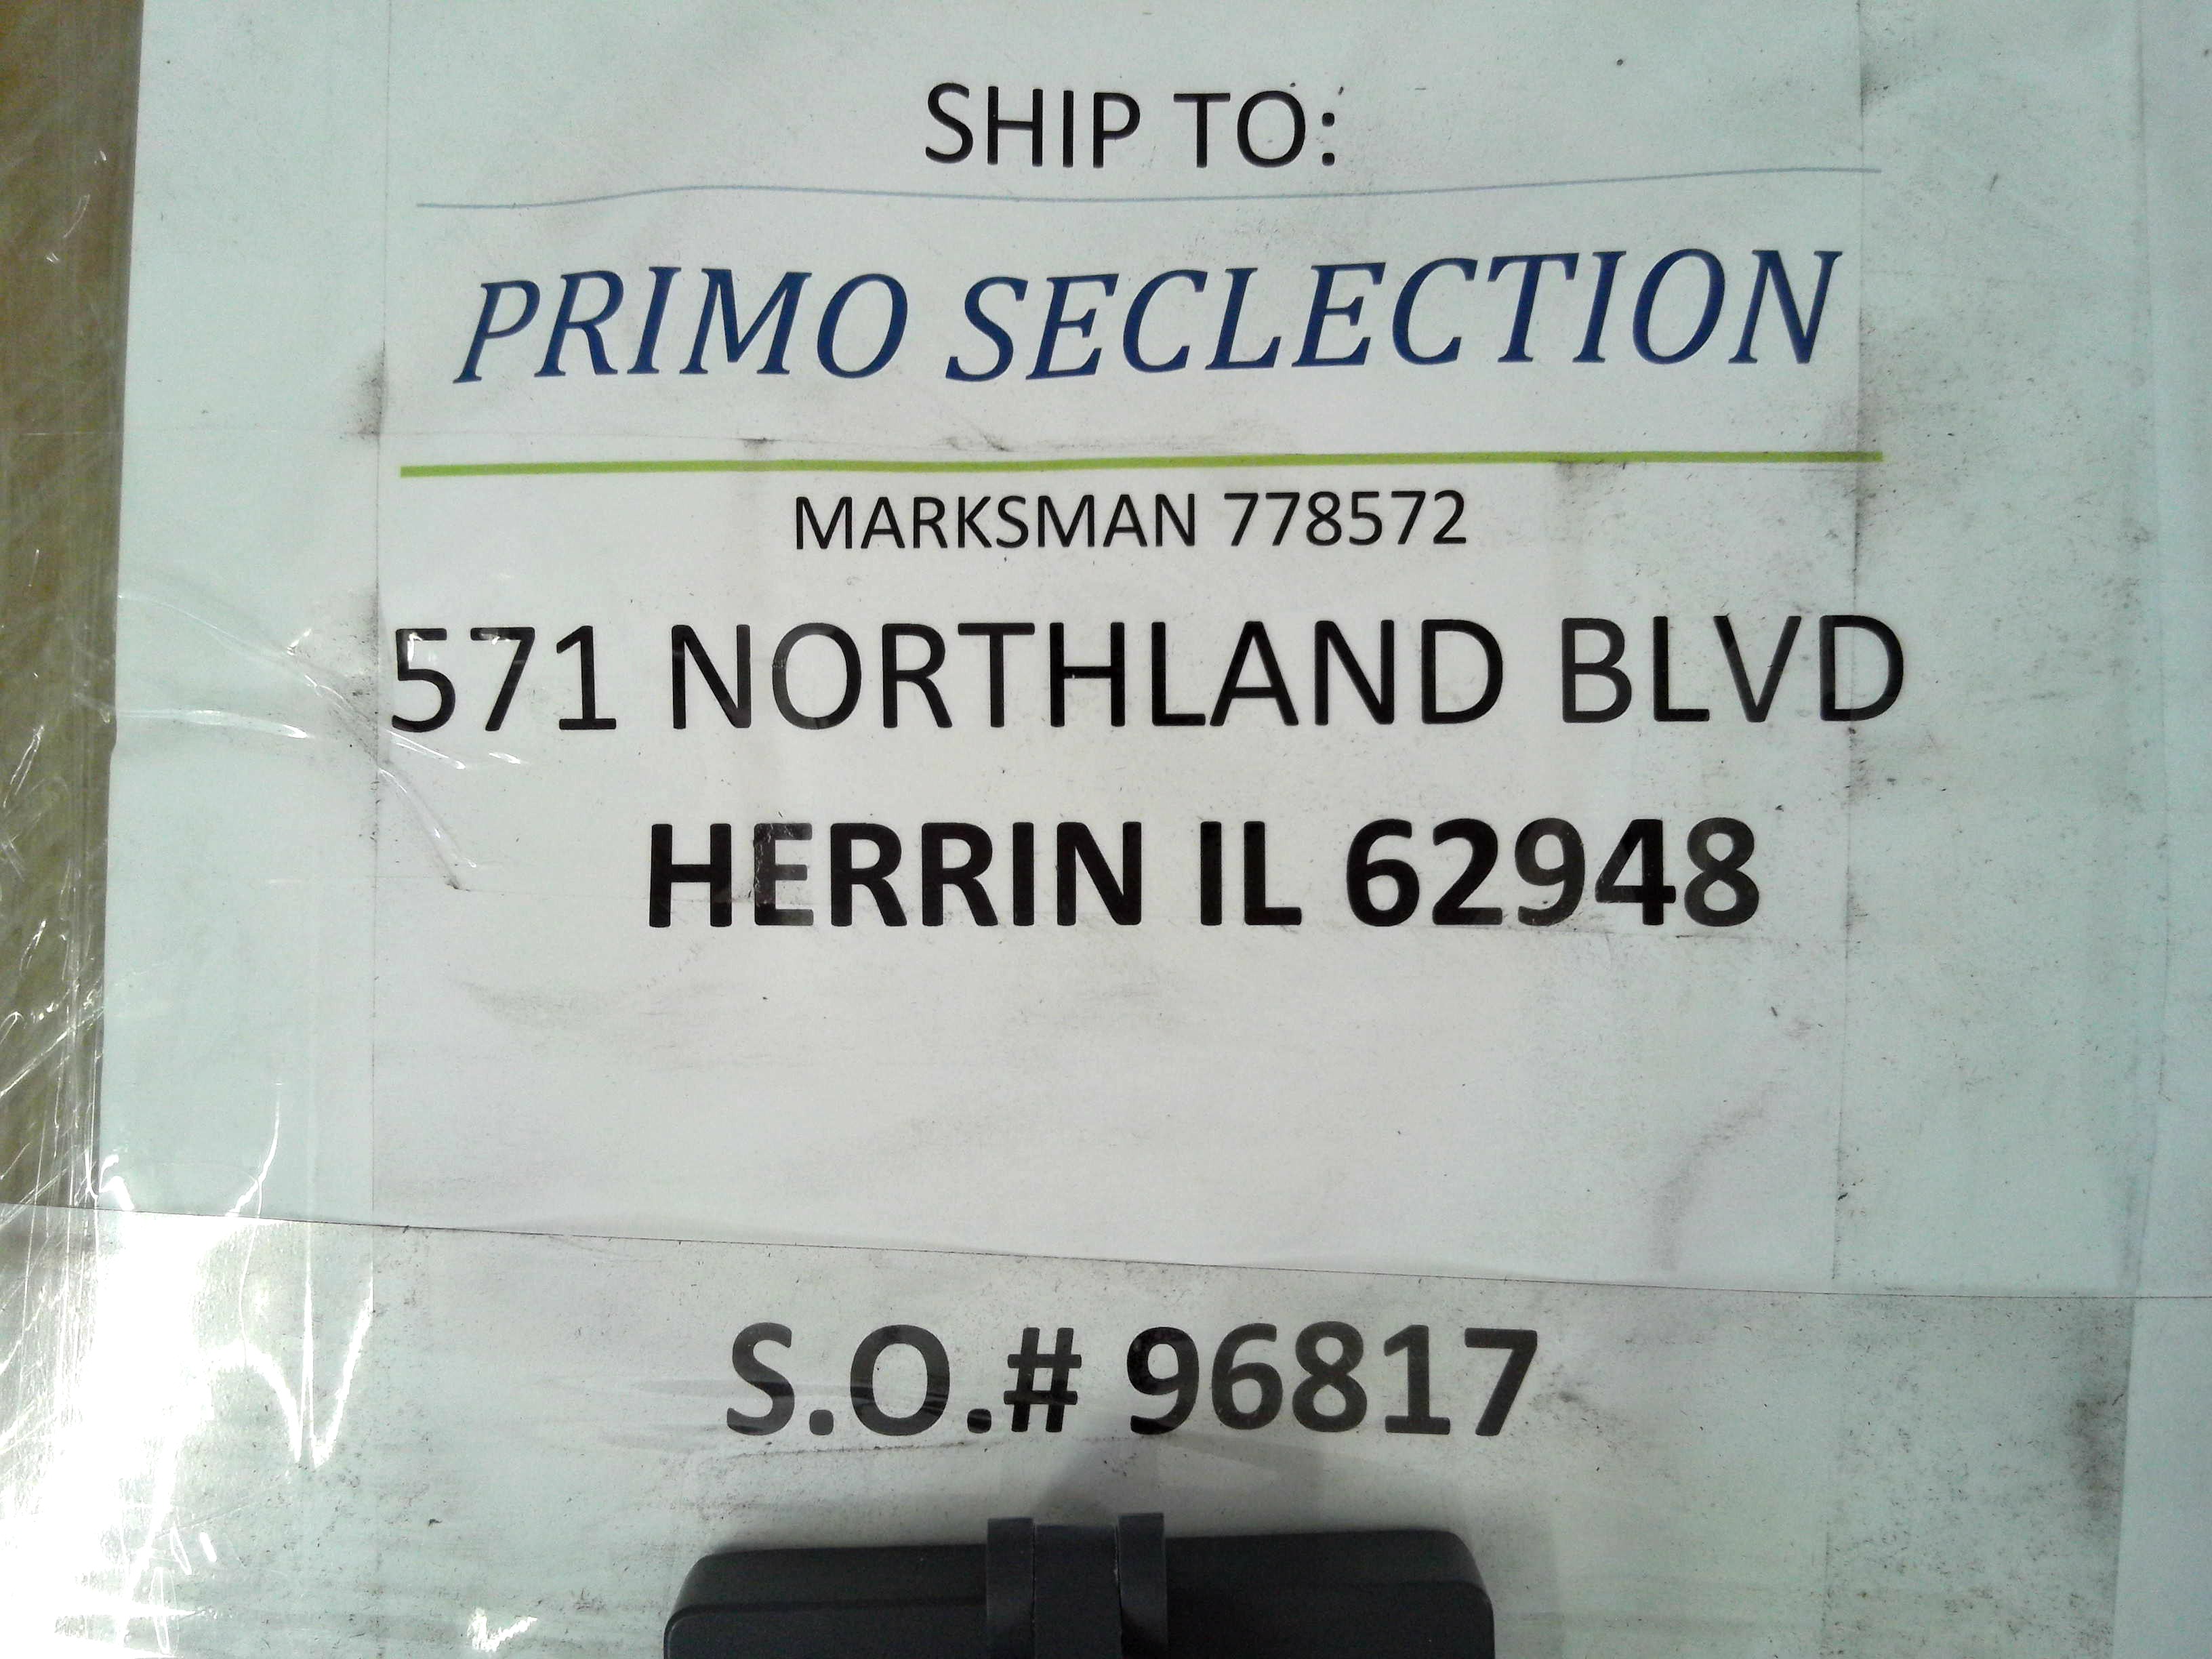 SHIP TO:
PRIMO SECLECTION
MARKSMAN 778572
571 NORTHLAND BLVD
HERRIN IL 62948
S.O.# 96817